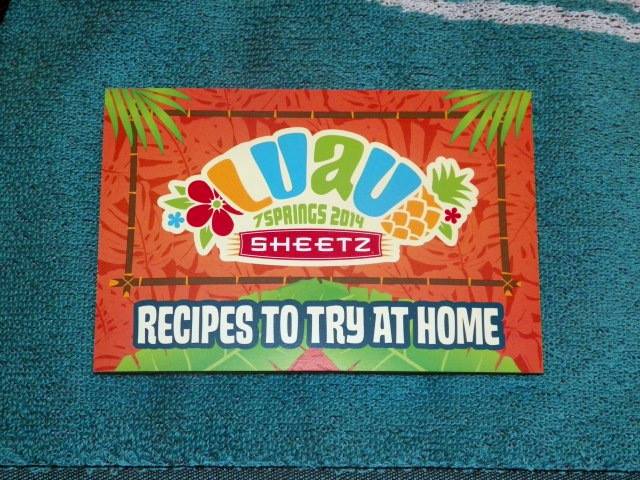 Luau
7SPRINGS 2014
SHEETZ
RECIPES TO TRY AT HOME